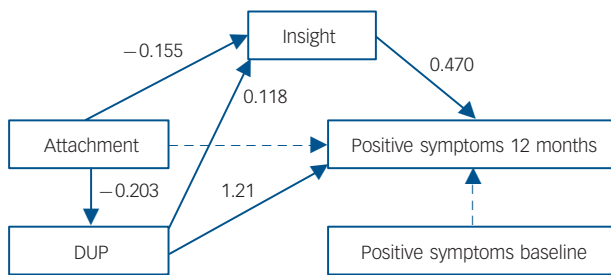 Insight
−0.155
0.470
0.118
Attachment
Positive symptoms 12 months
−0.203
1.21
DUP
Positive symptoms baseline